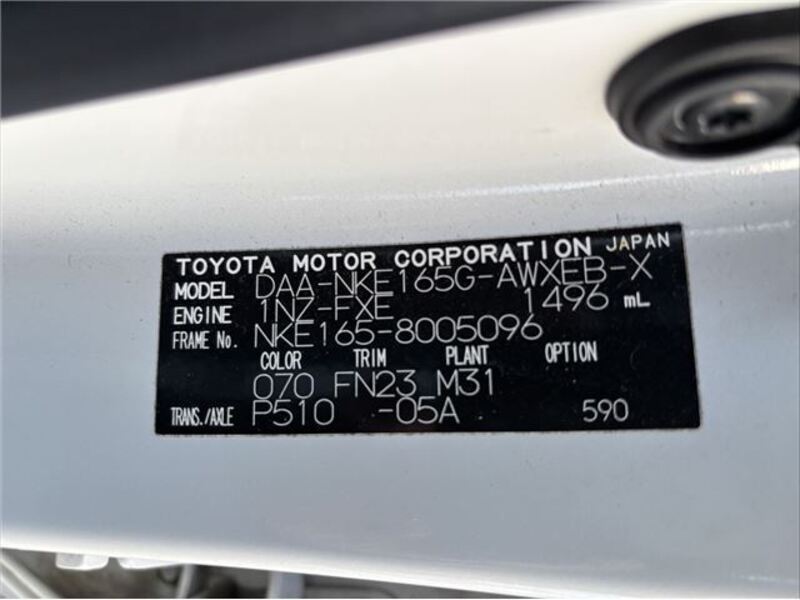 TOYOTA MOTOR CORPORATION JAPAN
MODEL DAA-NKE165G-AWXEB-X
ENGINE 1NZ-FXE 1496 mL
FRAME No. NKE165-8005096
COLOR TRIM PLANT OPTION
070 FN23 M31
TRANS./AXLE P510 -05A 590